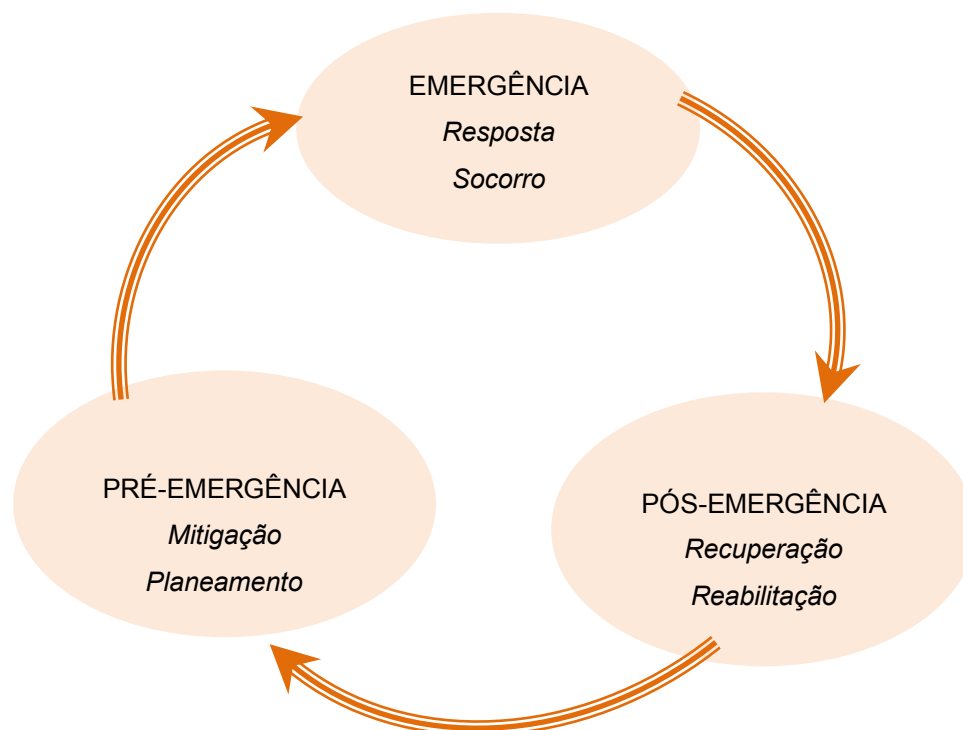 EMERGÊNCIA
Resposta
Socorro
PRÉ-EMERGÊNCIA
Mitigação
Planeamento
PÓS-EMERGÊNCIA
Recuperação
Reabilitação